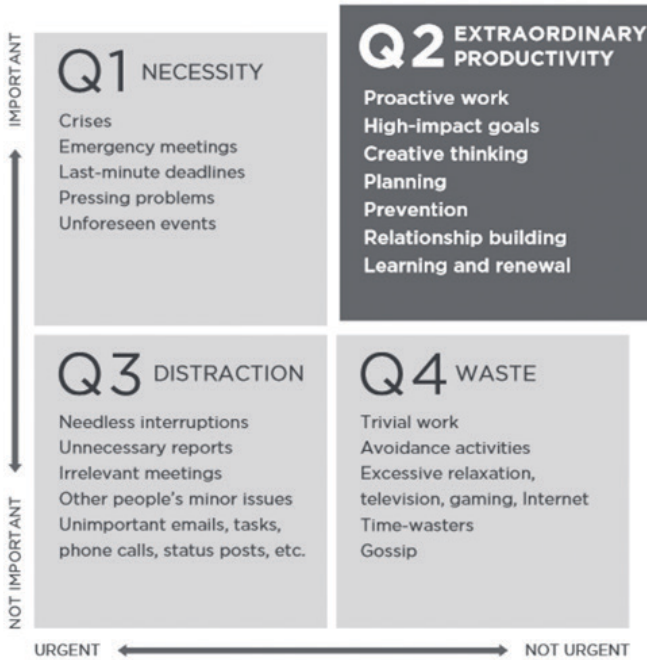 IMPORTANT
NOT IMPORTANT
Q1 NECESSITY
Crises
Emergency meetings
Last-minute deadlines
Pressing problems
Unforeseen events
Q2 EXTRAORDINARY
PRODUCTIVITY
Proactive work
High-impact goals
Creative thinking
Planning
Prevention
Relationship building
Learning and renewal
Q3 DISTRACTION
Needless interruptions
Unnecessary reports
Irrelevant meetings
Other people's minor issues
Unimportant emails, tasks,
phone calls, status posts, etc.
Q4 WASTE
Trivial work
Avoidance activities
Excessive relaxation,
television, gaming, Internet
Time-wasters
Gossip
URGENT
NOT URGENT